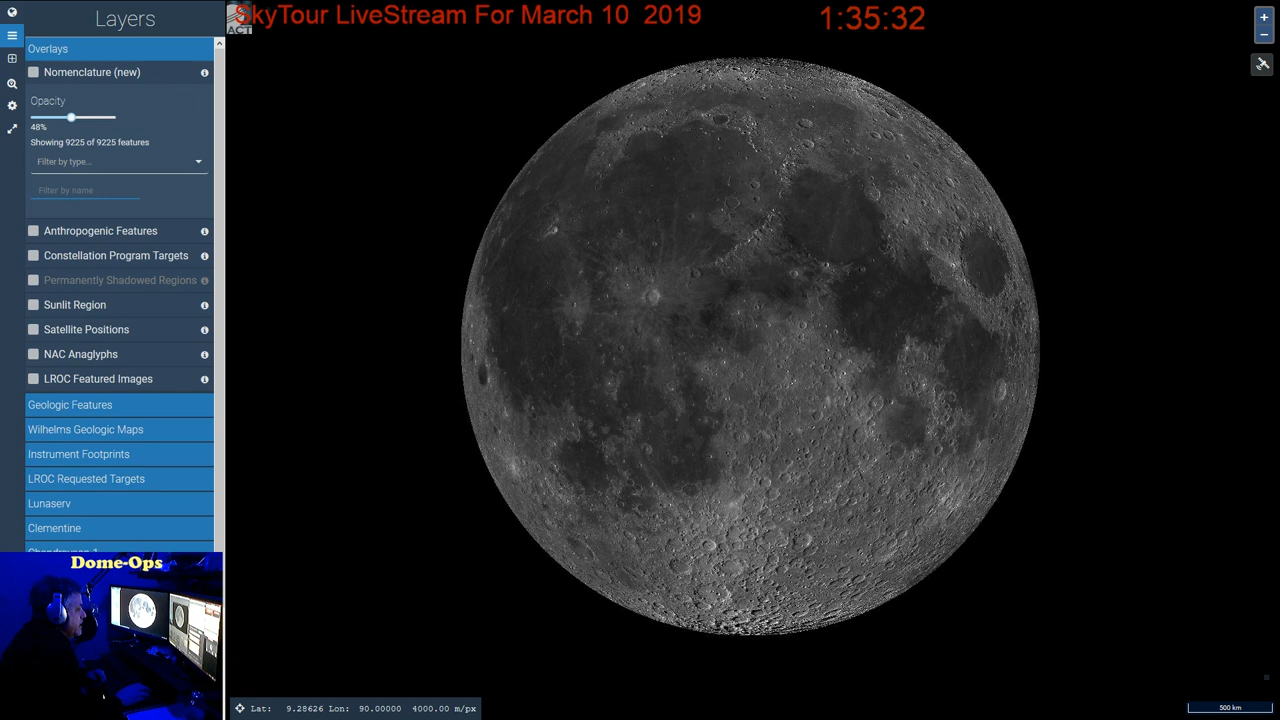 Layers
SkyTour LiveStream For March 10 2019
1:35:32
ACT
+
−
Overlays
Nomenclature (new)
Opacity
48%
Showing 9225 of 9225 features
Filter by type...
Filter by name
Anthropogenic Features
Constellation Program Targets
Permanently Shadowed Regions
Sunlit Region
Satellite Positions
NAC Anaglyphs
LROC Featured Images
Geologic Features
Wilhelms Geologic Maps
Instrument Footprints
LROC Requested Targets
Lunaserv
Clementine
Dome-Ops
Lat: 9.28626 Lon: 90.00000 4000.00 m/px
500 km